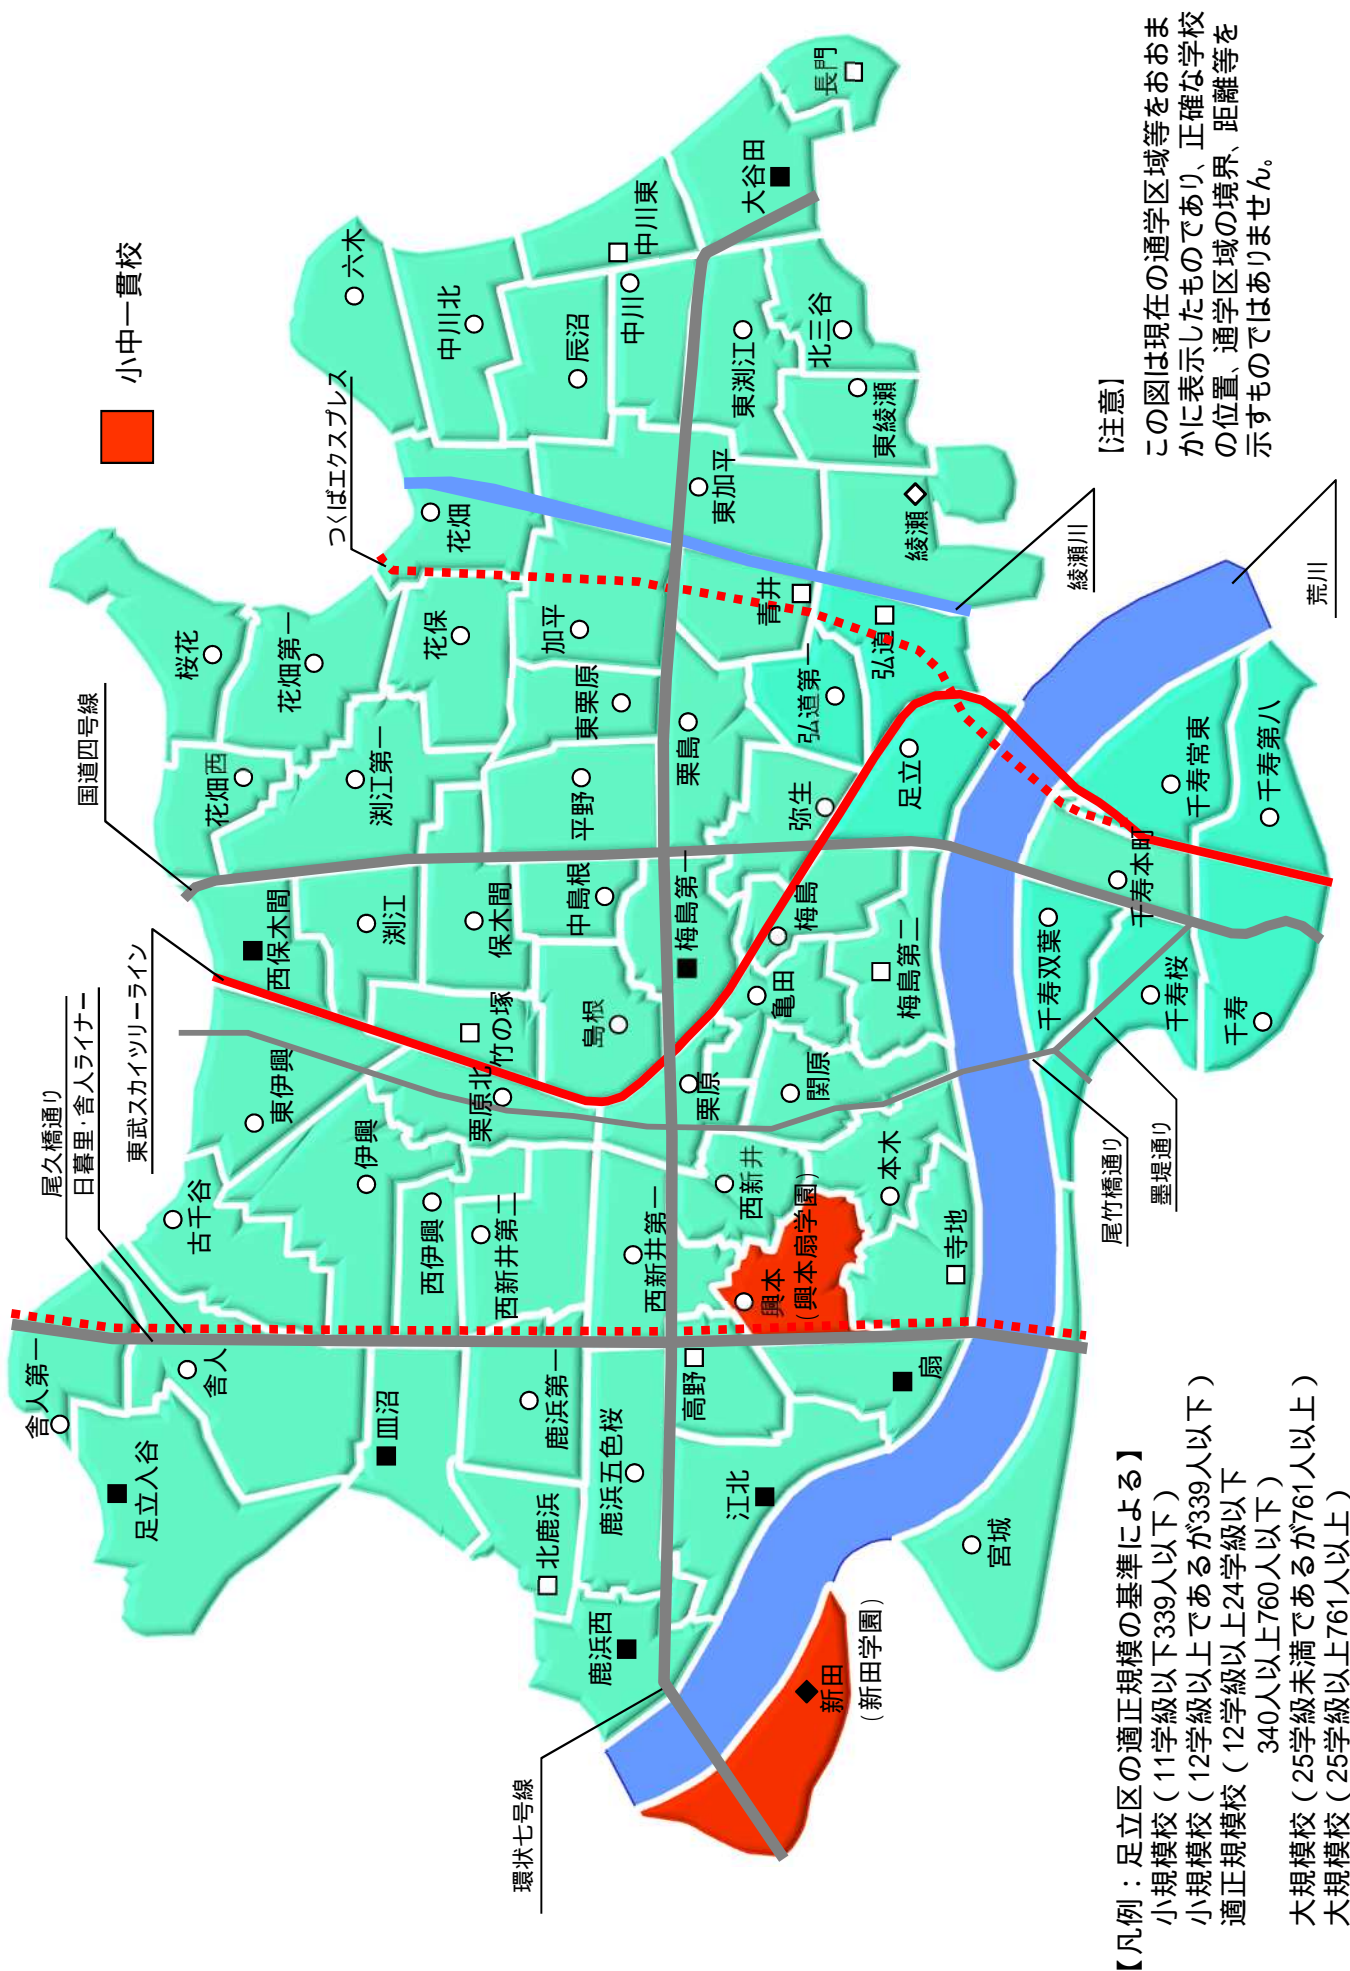 小中一貫校
尾久橋通り
日暮里・舎人ライナー
東武スカイツリーライン
国道四号線
つくばエクスプレス
舎人第一
足立入谷
舎人
古千谷
皿沼
東伊興
伊興
西伊興
西新井第二
西新井第一
鹿浜第一
鹿浜五色桜
北鹿浜
鹿浜西
高野
江北
扇
興本
（興本扇学園）
西新井
本木
寺地
宮城
新田
（新田学園）
環状七号線
西保木間
渕江
保木間
竹の塚
栗原北
島根
中島根
栗原
関原
亀田
梅島第一
梅島
梅島第二
桜花
花畑西
花畑第一
渕江第一
花保
花畑
加平
東栗原
平野
栗島
弥生
足立
弘道第一
弘道
青井
六木
中川北
辰沼
中川
中川東
東加平
東渕江
北三谷
東綾瀬
綾瀬
大谷田
長門
綾瀬川
荒川
千寿常東
千寿第八
千寿本町
千寿双葉
千寿桜
千寿
尾竹橋通り
墨堤通り
【注意】
この図は現在の通学区域等をおおま
かに表示したものであり、正確な学校
の位置、通学区域の境界、距離等を
示すものではありません。
【凡例：足立区の適正規模の基準による】
小規模校（11学級以下339人以下）
小規模校（12学級以上であるが339人以下）
適正規模校（12学級以上24学級以下
340人以上760人以下）
大規模校（25学級未満であるが761人以上）
大規模校（25学級以上761人以上）